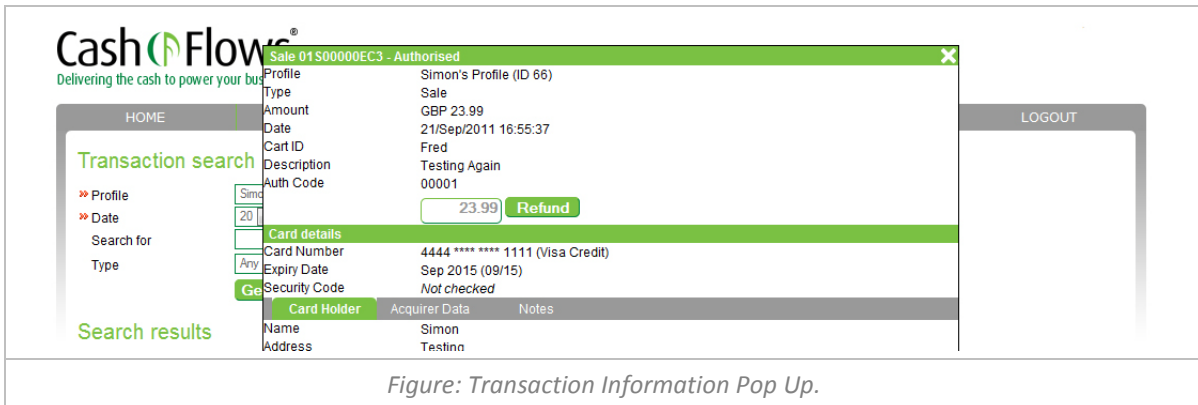 Cash Flows®
Delivering the cash to power your bus
Sale 01S00000EC3 - Authorised
Profile Simon's Profile (ID 66)
Type Sale
Amount GBP 23.99
Date 21/Sep/2011 16:55:37
Cart ID Fred
Description Testing Again
Auth Code 00001
23.99 Refund
Card details
Card Number 4444 **** **** 1111 (Visa Credit)
Expiry Date Sep 2015 (09/15)
Security Code Not checked
Card Holder Acquirer Data Notes
Name Simon
Address Testing
HOME LOGOUT
Transaction search
» Profile Simo
» Date 20
Search for
Type Any
Ge
Search results
Figure: Transaction Information Pop Up.